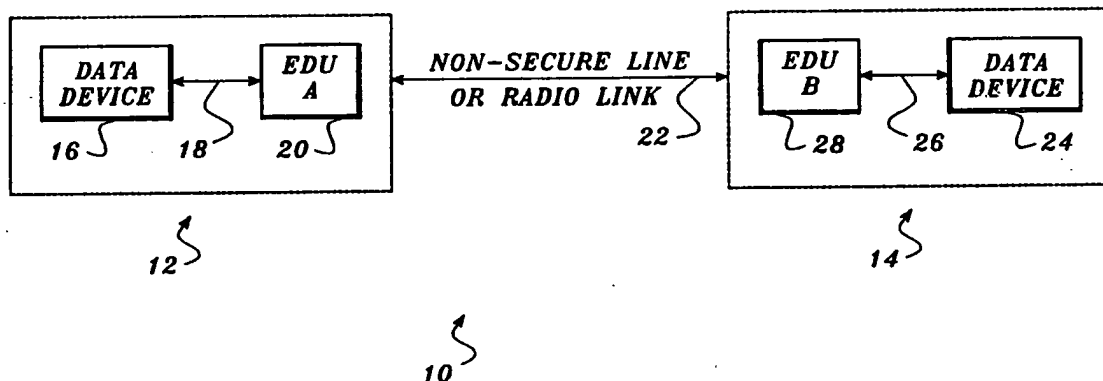 DATA
DEVICE
EDU
A
NON-SECURE LINE
OR RADIO LINK
EDU
B
DATA
DEVICE
16
18
20
22
28
26
24
12
14
10